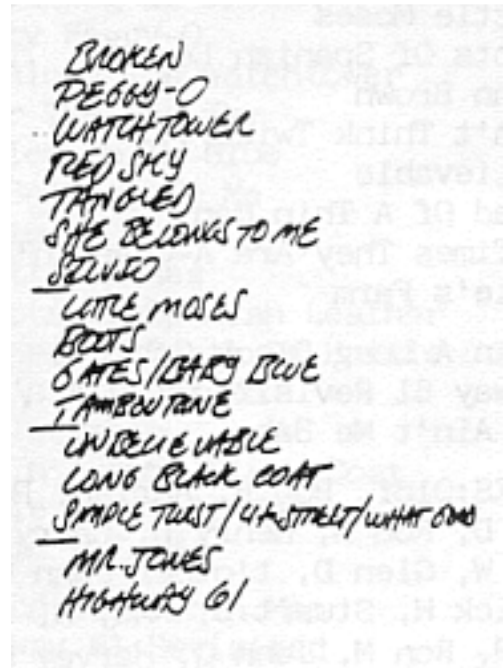 BROKEN
PEGGY-O
WATCHTOWER
RED SKY
TANGLED
SHE BELONGS TO ME
SILVIO
LITTLE MOSES
BOOTS
GATES/BABY BLUE
TAMBOURINE
UNBELIEVABLE
LONG BLACK COAT
SIMPLE TWIST/4th STREET/WHAT GOOD
MR. JONES
HIGHWAY 61